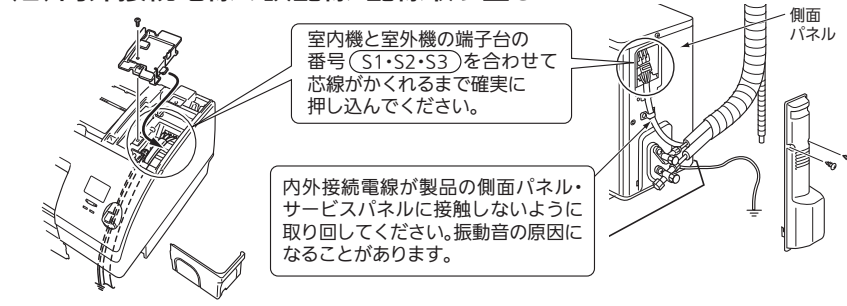 室内機と室外機の端子台の
番号(S1・S2・S3)を合わせて
芯線がかくれるまで確実に
押し込んでください。
側面
パネル
内外接続電線が製品の側面パネル・
サービスパネルに接触しないように
取り回してください。振動音の原因に
なることがあります。